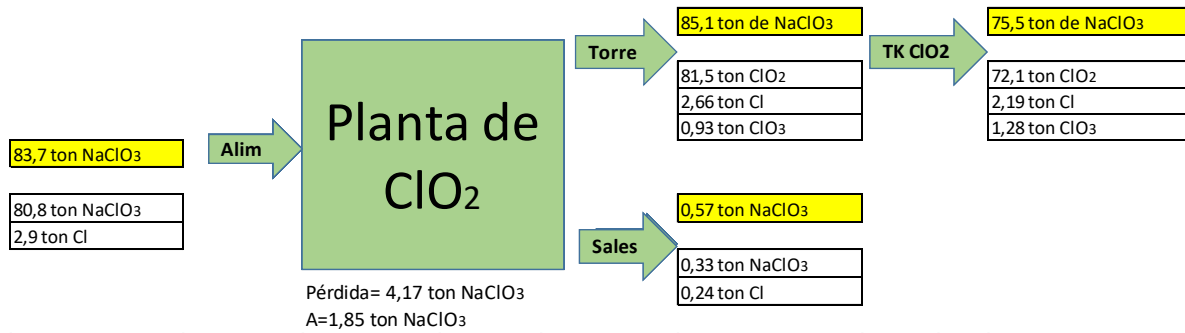 83,7 ton NaClO3
80,8 ton NaClO3
2,9 ton Cl
Alim
Planta de
ClO2
Pérdida= 4,17 ton NaClO3
A=1,85 ton NaClO3
Torre
85,1 ton de NaClO3
81,5 ton ClO2
2,66 ton Cl
0,93 ton ClO3
TK ClO2
75,5 ton de NaClO3
72,1 ton ClO2
2,19 ton Cl
1,28 ton ClO3
Sales
0,57 ton NaClO3
0,33 ton NaClO3
0,24 ton Cl